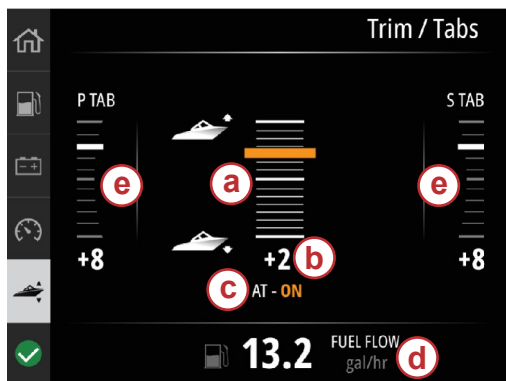 Trim / Tabs
P TAB
S TAB
a
e
e
+8
+2
b
+8
c
AT - ON
13.2
FUEL FLOW
gal/hr
d